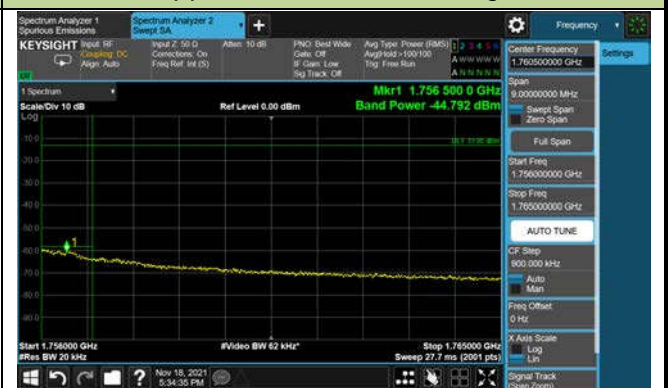 Spectrum Analyzer 1
Spurious Emissions
Spectrum Analyzer 2
Swept SA
Frequency
KEYSIGHT
Input: RF
Coupling: DC
Align: Auto
Input Z: 50 Ω
Corrections: On
Freq Ref: Int (S)
Atten: 10 dB
PNO: Best Wide
Gate: Off
IF Gain: Low
Sig Track: Off
Avg Type: Power (RMS)
Avg|Hold: >100/100
Trig: Free Run
1 2 3 4 5 6
A W W W W W
A N N N N N
1 Spectrum
Scale/Div 10 dB
Log
Ref Level 0.00 dBm
Mkr1 1.756 500 0 GHz
Band Power -44.792 dBm
-10.0
-20.0
-30.0
-40.0
-50.0
-60.0
-70.0
-80.0
-90.0
1
Start 1.756000 GHz
#Res BW 20 kHz
#Video BW 62 kHz*
Stop 1.765000 GHz
Sweep 27.7 ms (2001 pts)
Center Frequency
1.760500000 GHz
Settings
Span
9.00000000 MHz
Swept Span
Zero Span
Full Span
Start Freq
1.756000000 GHz
Stop Freq
1.765000000 GHz
AUTO TUNE
CF Step
900.000 kHz
Auto
Man
Freq Offset
0 Hz
X Axis Scale
Log
Lin
Signal Track
(Span Zoom)
Nov 18, 2021
5:34:35 PM